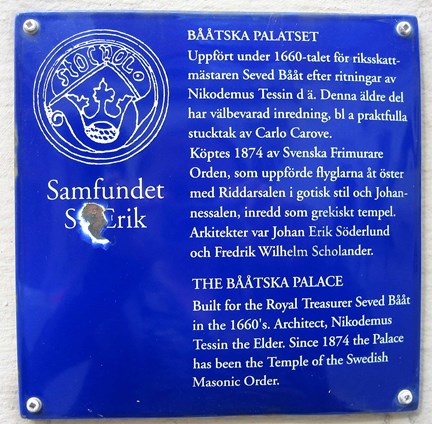 STOCHOL
Samfundet
S Erik
BÅÅTSKA PALATSET
Uppfört under 1660-talet för riksskatt-
mästaren Seved Bååt efter ritningar av
Nikodemus Tessin d ä. Denna äldre del
har välbevarad inredning, bl a praktfulla
stucktak av Carlo Carove.
Köptes 1874 av Svenska Frimurare
Orden, som uppförde flyglarna åt öster
med Riddarsalen i gotisk stil och Johan-
nessalen, inredd som grekiskt tempel.
Arkitekter var Johan Erik Söderlund
och Fredrik Wilhelm Scholander.
THE BÅÅTSKA PALACE
Built for the Royal Treasurer Seved Bååt
in the 1660's. Architect, Nikodemus
Tessin the Elder. Since 1874 the Palace
has been the Temple of the Swedish
Masonic Order.